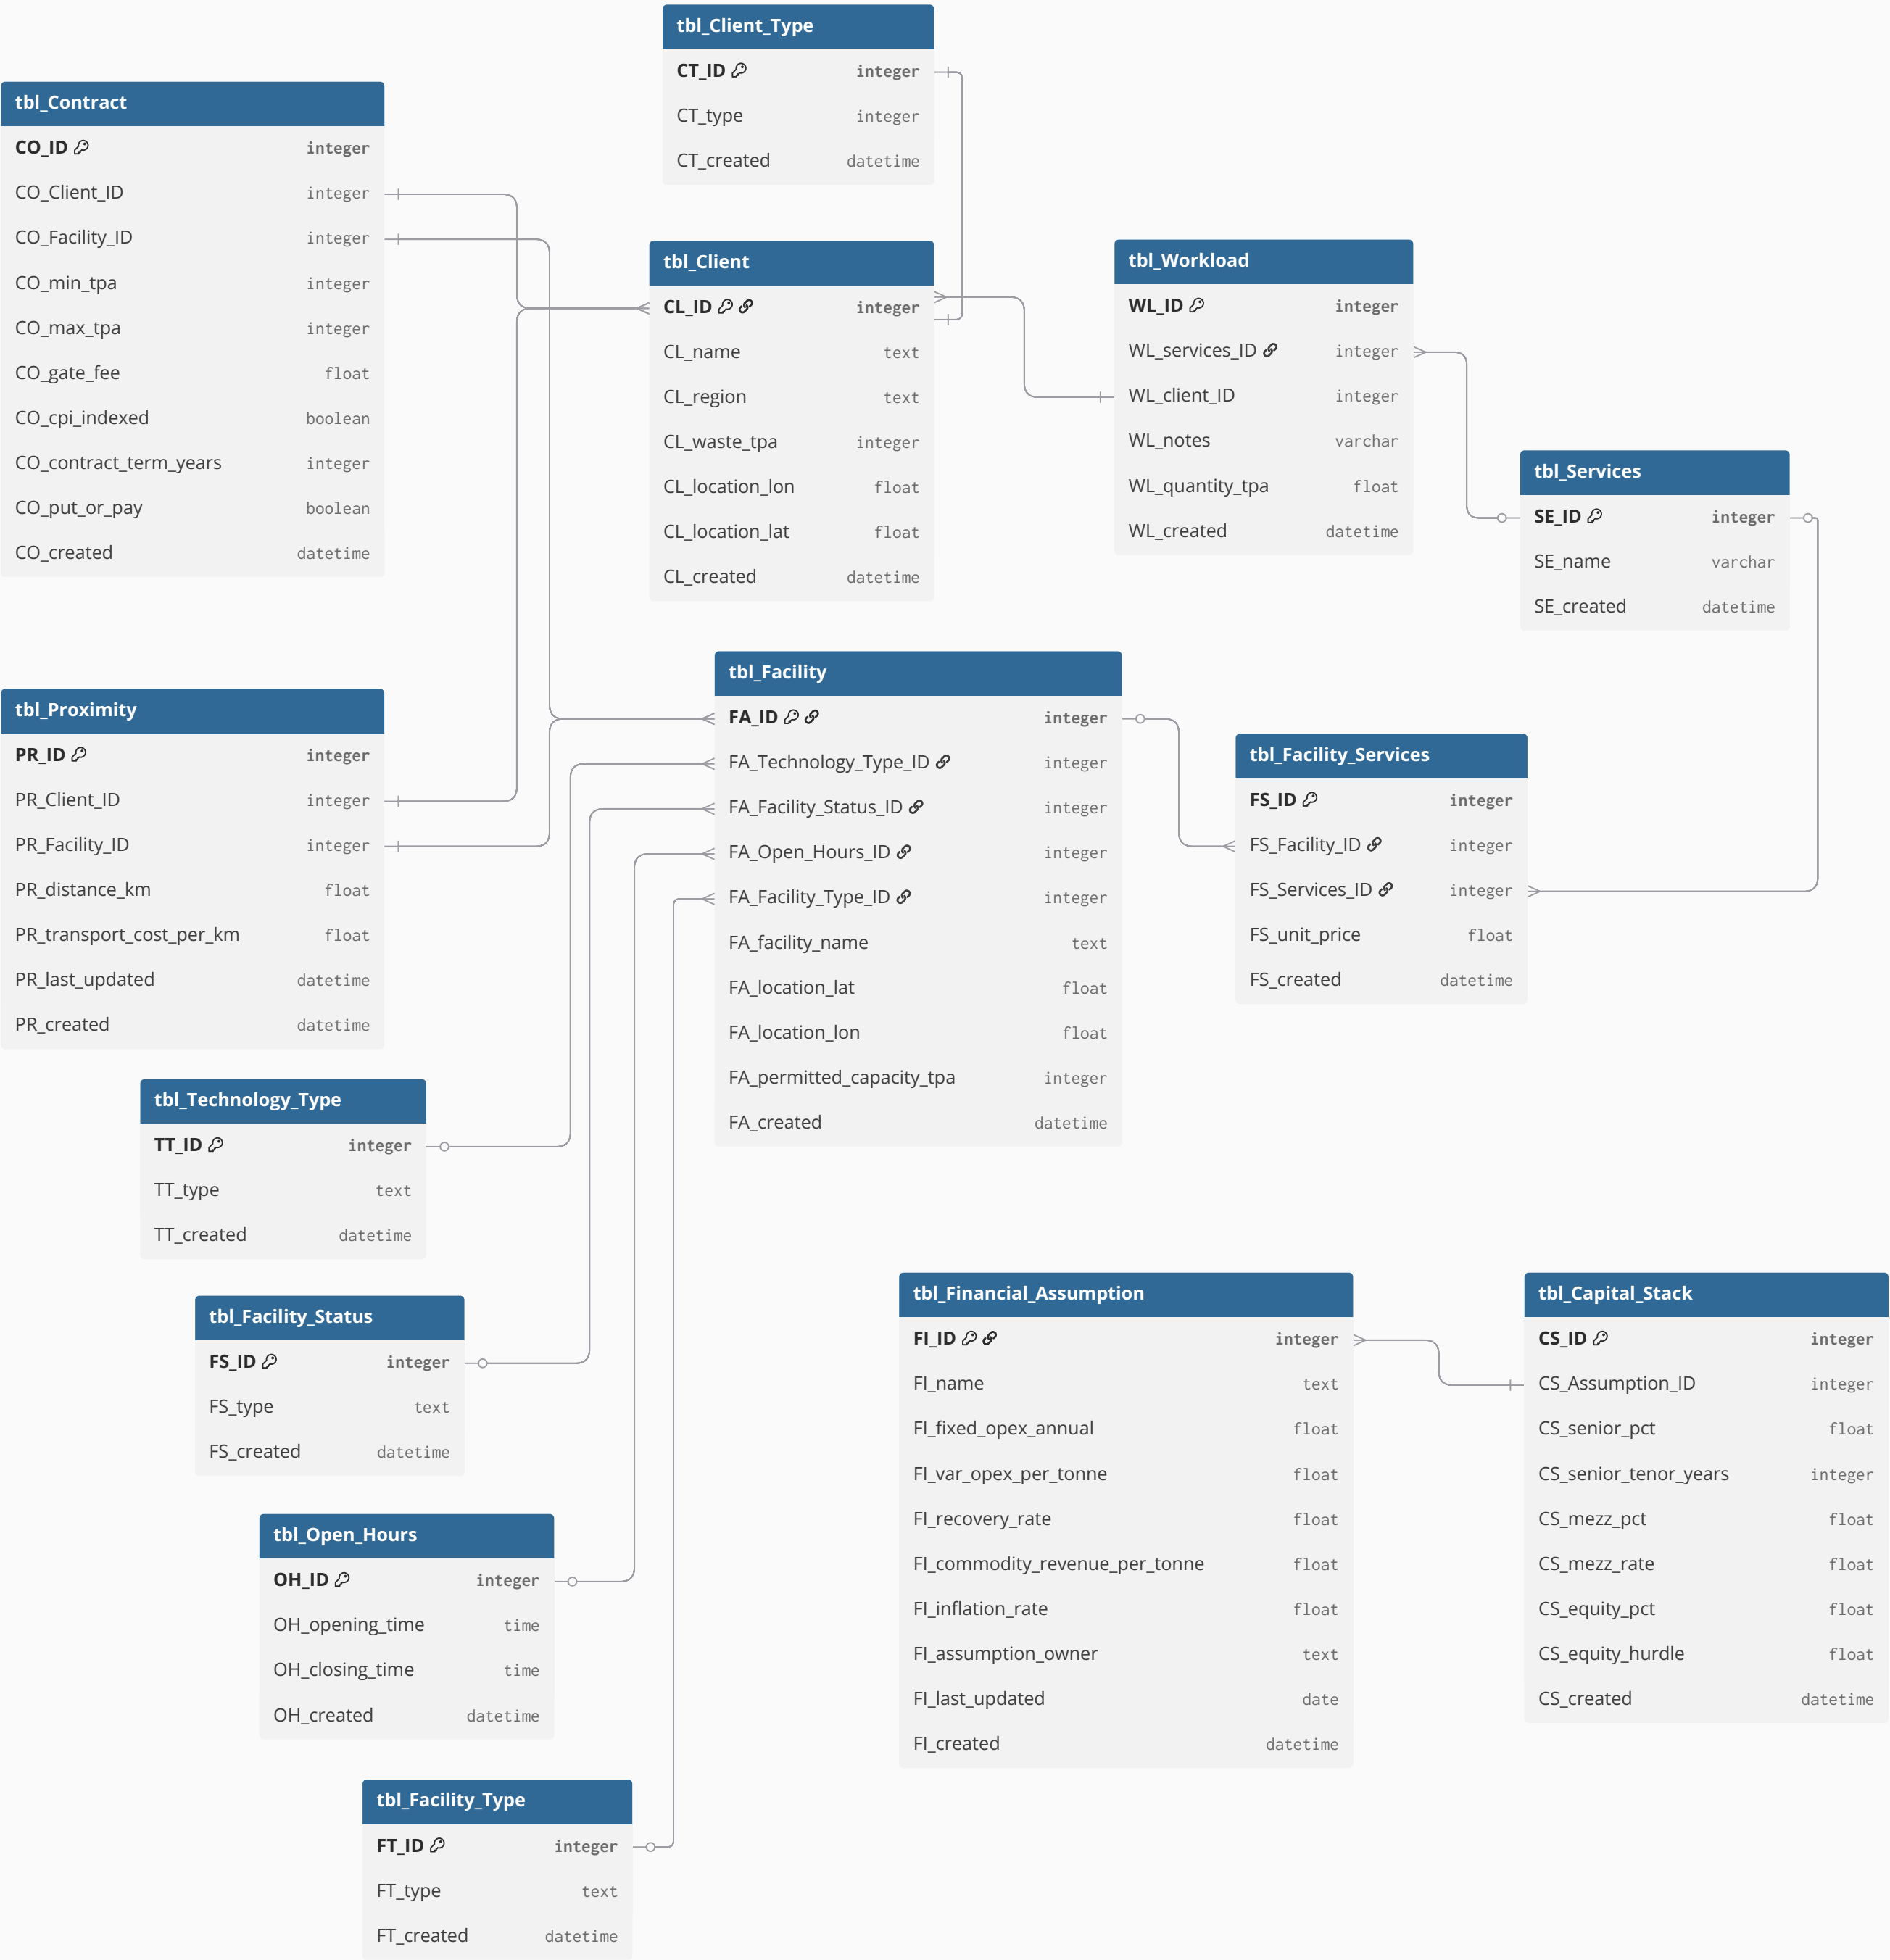 tbl_Client_Type
CT_ID integer
CT_type integer
CT_created datetime
tbl_Contract
CO_ID integer
CO_Client_ID integer
CO_Facility_ID integer
CO_min_tpa integer
CO_max_tpa integer
CO_gate_fee float
CO_cpi_indexed boolean
CO_contract_term_years integer
CO_put_or_pay boolean
CO_created datetime
tbl_Client
CL_ID integer
CL_name text
CL_region text
CL_waste_tpa integer
CL_location_lon float
CL_location_lat float
CL_created datetime
tbl_Workload
WL_ID integer
WL_services_ID integer
WL_client_ID integer
WL_notes varchar
WL_quantity_tpa float
WL_created datetime
tbl_Services
SE_ID integer
SE_name varchar
SE_created datetime
tbl_Proximity
PR_ID integer
PR_Client_ID integer
PR_Facility_ID integer
PR_distance_km float
PR_transport_cost_per_km float
PR_last_updated datetime
PR_created datetime
tbl_Facility
FA_ID integer
FA_Technology_Type_ID integer
FA_Facility_Status_ID integer
FA_Open_Hours_ID integer
FA_Facility_Type_ID integer
FA_facility_name text
FA_location_lat float
FA_location_lon float
FA_permitted_capacity_tpa integer
FA_created datetime
tbl_Facility_Services
FS_ID integer
FS_Facility_ID integer
FS_Services_ID integer
FS_unit_price float
FS_created datetime
tbl_Technology_Type
TT_ID integer
TT_type text
TT_created datetime
tbl_Facility_Status
FS_ID integer
FS_type text
FS_created datetime
tbl_Open_Hours
OH_ID integer
OH_opening_time time
OH_closing_time time
OH_created datetime
tbl_Facility_Type
FT_ID integer
FT_type text
FT_created datetime
tbl_Financial_Assumption
FI_ID integer
FI_name text
FI_fixed_opex_annual float
FI_var_opex_per_tonne float
FI_recovery_rate float
FI_commodity_revenue_per_tonne float
FI_inflation_rate float
FI_assumption_owner text
FI_last_updated date
FI_created datetime
tbl_Capital_Stack
CS_ID integer
CS_Assumption_ID integer
CS_senior_pct float
CS_senior_tenor_years integer
CS_mezz_pct float
CS_mezz_rate float
CS_equity_pct float
CS_equity_hurdle float
CS_created datetime